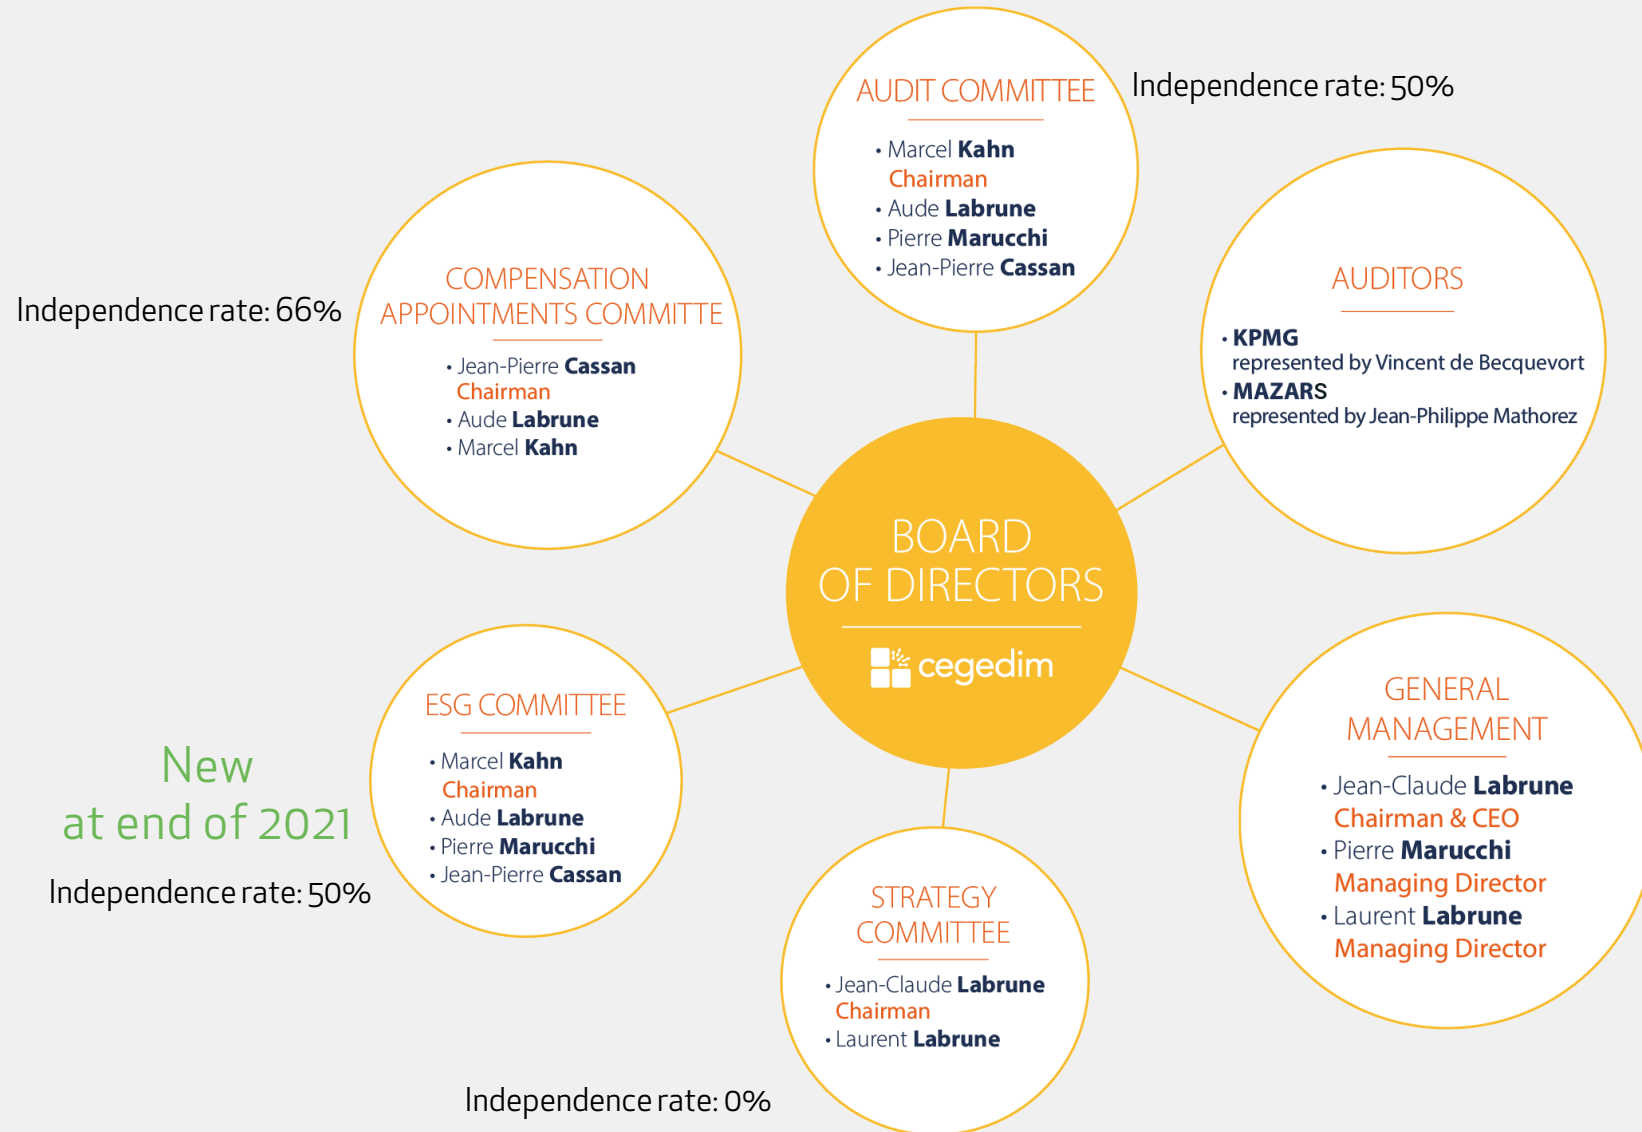 AUDIT COMMITTEE
• Marcel Kahn
Chairman
• Aude Labrune
• Pierre Marucchi
• Jean-Pierre Cassan
Independence rate: 50%
COMPENSATION
APPOINTMENTS COMMITTE
• Jean-Pierre Cassan
Chairman
• Aude Labrune
• Marcel Kahn
Independence rate: 66%
AUDITORS
• KPMG
represented by Vincent de Becquevort
• MAZARS
represented by Jean-Philippe Mathorez
BOARD
OF DIRECTORS
cegedim
ESG COMMITTEE
• Marcel Kahn
Chairman
• Aude Labrune
• Pierre Marucchi
• Jean-Pierre Cassan
New
at end of 2021
Independence rate: 50%
GENERAL
MANAGEMENT
• Jean-Claude Labrune
Chairman & CEO
• Pierre Marucchi
Managing Director
• Laurent Labrune
Managing Director
STRATEGY
COMMITTEE
• Jean-Claude Labrune
Chairman
• Laurent Labrune
Independence rate: 0%